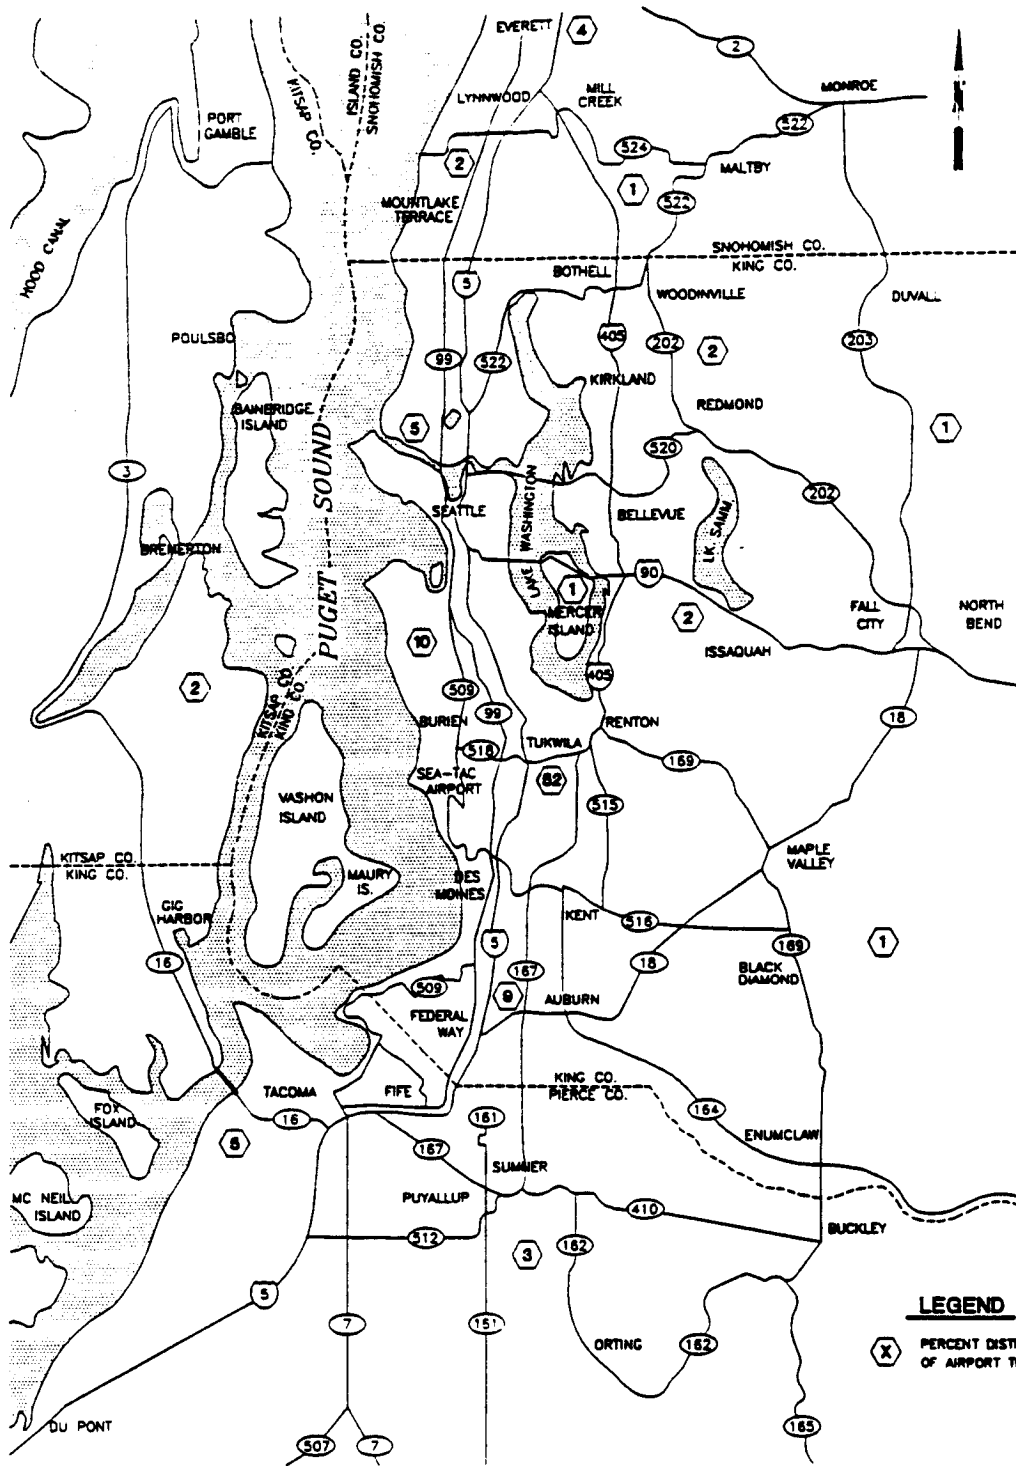 EVERETT
4
2
ISLAND CO.
SNOHOMISH CO.
KITSAP CO.
LYNNWOOD
MILL
CREEK
MONROE
N
PORT
GAMBLE
522
524
2
MALTBY
1
522
MOUNTLAKE
TERRACE
HOOD CANAL
SNOHOMISH CO.
KING CO.
BOTHELL
5
WOODINVILLE
DUVALL
POULSBO
405
202
203
2
99
522
KIRKLAND
BAINBRIDGE
ISLAND
REDMOND
5
1
520
3
202
PUGET SOUND
SEATTLE
LAKE WASHINGTON
BELLEVUE
LK. SAMM.
BREMERTON
90
1
MERCER
ISLAND
2
FALL
CITY
NORTH
BEND
10
ISSAQUAH
2
KITSAP CO.
KING CO.
405
509
99
18
BURIEN
RENTON
518
TUKWILA
169
SEA-TAC
AIRPORT
52
VASHON
ISLAND
515
KITSAP CO.
KING CO.
MAPLE
VALLEY
MAURY
IS.
DES
MOINES
GIG
HARBOR
KENT
516
5
169
1
16
167
18
BLACK
DIAMOND
509
9
AUBURN
FEDERAL
WAY
KING CO.
PIERCE CO.
TACOMA
FIFE
FOX
ISLAND
16
161
164
ENUMCLAW
167
SUMNER
MC NEIL
ISLAND
PUYALLUP
410
BUCKLEY
512
3
162
5
LEGEND
7
161
ORTING
162
X
PERCENT DIST
OF AIRPORT T
DU PONT
507
7
165